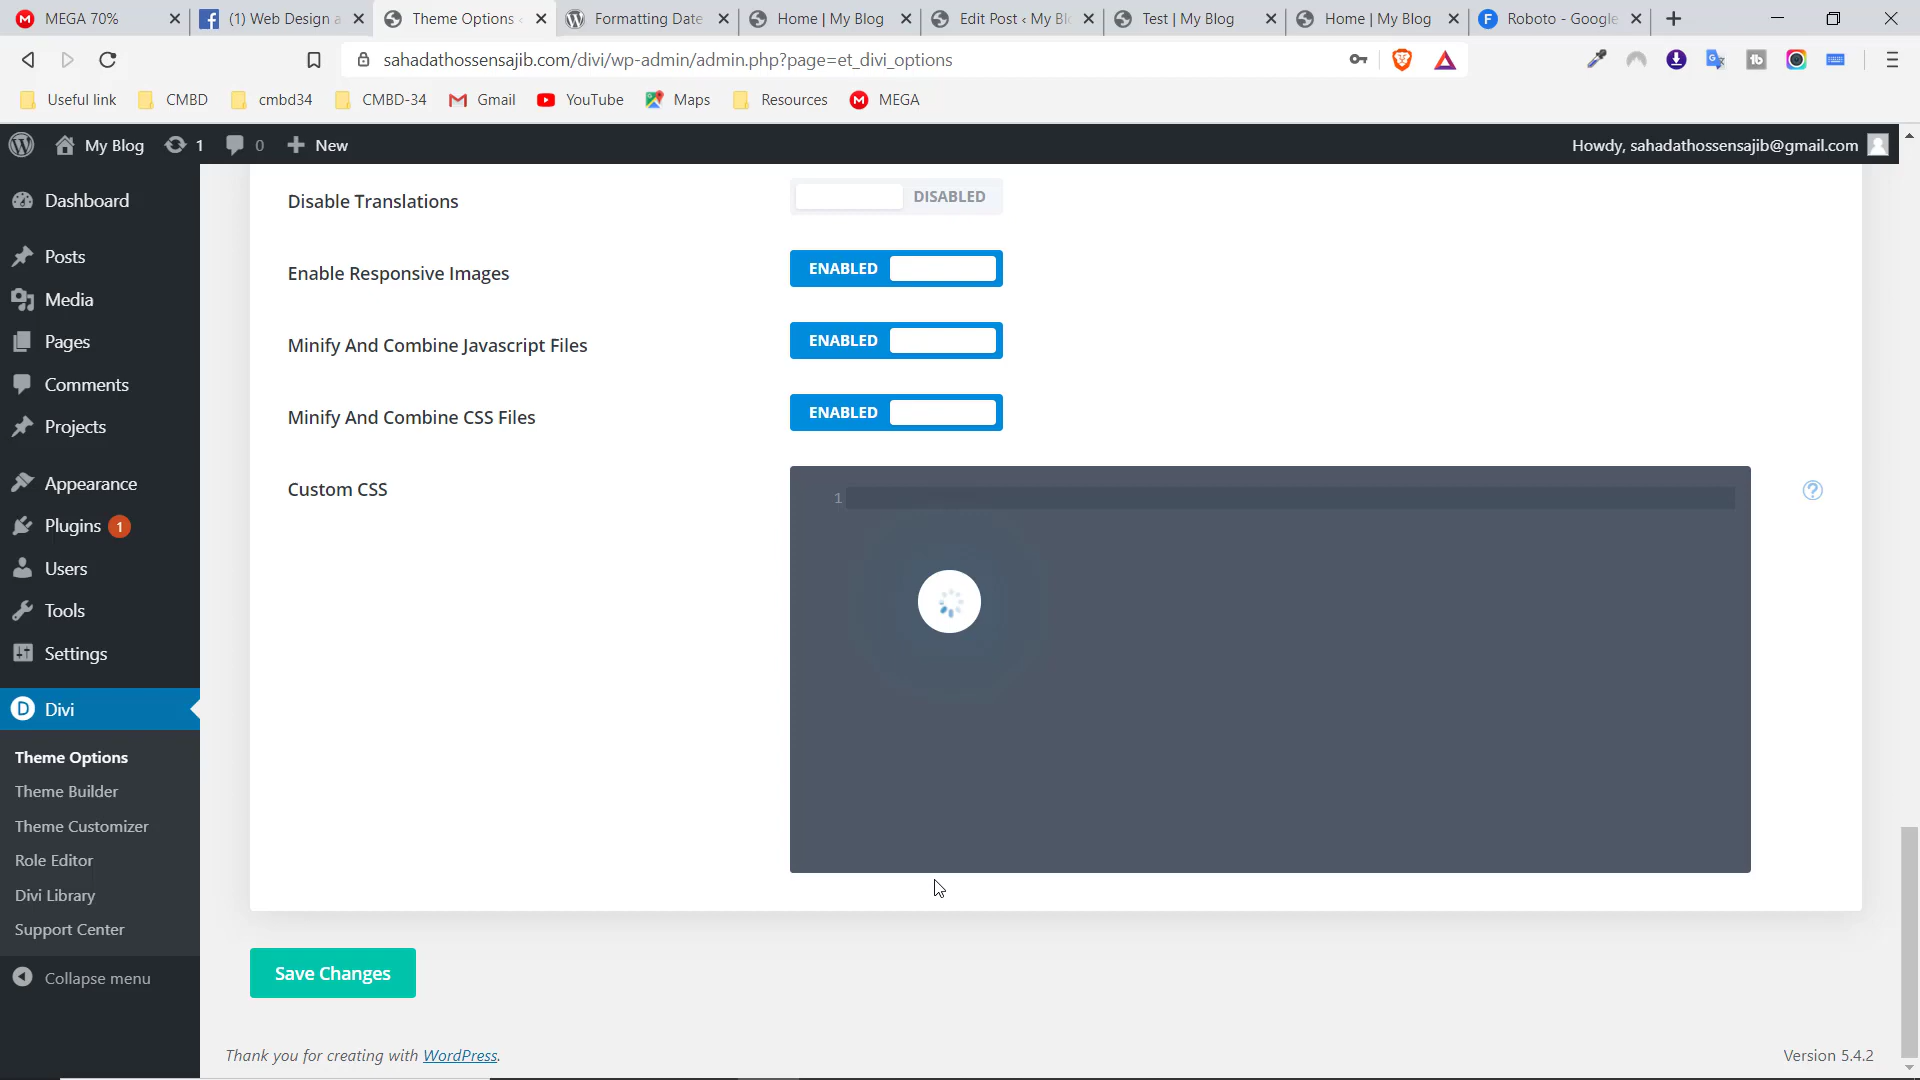 MEGA 70%
(1) Web Design a
Theme Options
Formatting Date
Home | My Blog
Edit Post ‹ My Bl
Test | My Blog
Home | My Blog
Roboto - Google
sahadathossensajib.com/divi/wp-admin/admin.php?page=et_divi_options
Useful link
CMBD
cmbd34
CMBD-34
Gmail
YouTube
Maps
Resources
MEGA
My Blog
1
0
New
Howdy, sahadathossensajib@gmail.com
Dashboard
Posts
Media
Pages
Comments
Projects
Appearance
Plugins 1
Users
Tools
Settings
Divi
Theme Options
Theme Builder
Theme Customizer
Role Editor
Divi Library
Support Center
Collapse menu
Disable Translations
DISABLED
Enable Responsive Images
ENABLED
Minify And Combine Javascript Files
ENABLED
Minify And Combine CSS Files
ENABLED
Custom CSS
1
Save Changes
Thank you for creating with WordPress.
Version 5.4.2